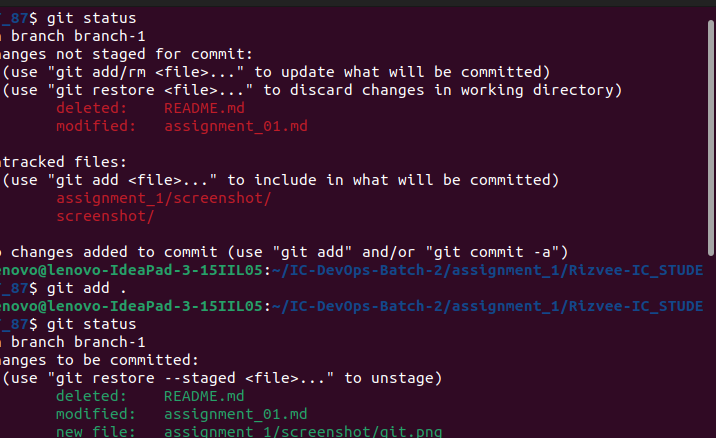 _87$ git status
branch branch-1
anges not staged for commit:
(use "git add/rm <file>..." to update what will be committed)
(use "git restore <file>..." to discard changes in working directory)
deleted:    README.md
modified:   assignment_01.md
tracked files:
(use "git add <file>..." to include in what will be committed)
assignment_1/screenshot/
screenshot/
changes added to commit (use "git add" and/or "git commit -a")
enovo@lenovo-IdeaPad-3-15IIL05:~/IC-DevOps-Batch-2/assignment_1/Rizvee-IC_STUDE
_87$ git add .
enovo@lenovo-IdeaPad-3-15IIL05:~/IC-DevOps-Batch-2/assignment_1/Rizvee-IC_STUDE
_87$ git status
branch branch-1
anges to be committed:
(use "git restore --staged <file>..." to unstage)
deleted:    README.md
modified:   assignment_01.md
new file:   assignment_1/screenshot/git.png